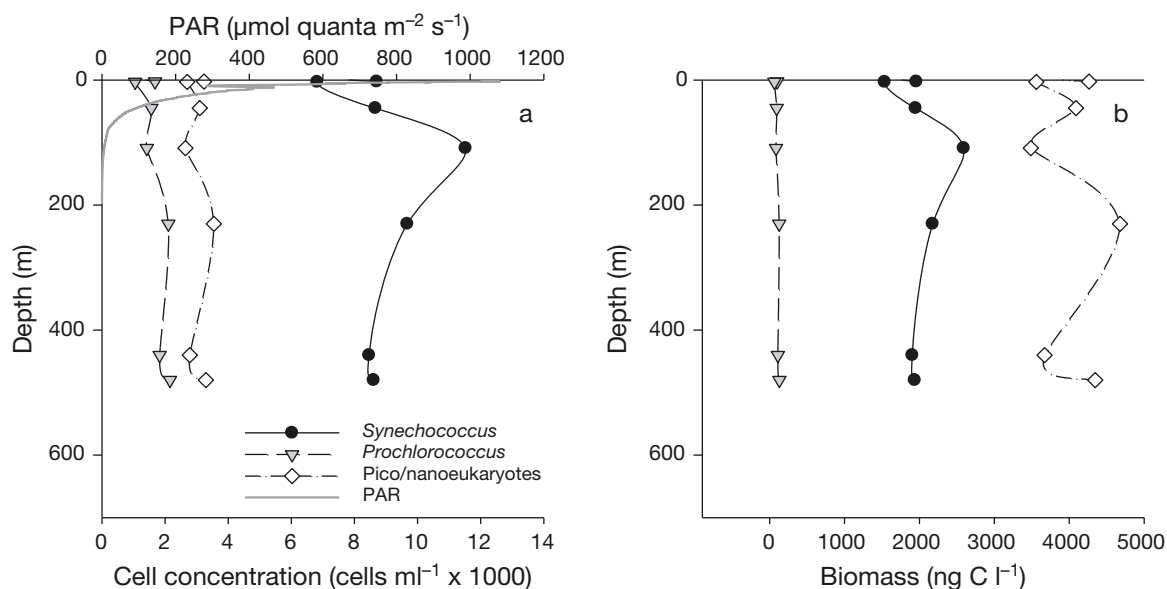 PAR (µmol quanta m⁻² s⁻¹)
0 200 400 600 800 1000 1200
0
200
400
600
Depth (m)
a
Synechococcus
Prochlorococcus
Pico/nanoeukaryotes
PAR
0 2 4 6 8 10 12 14
Cell concentration (cells ml⁻¹ x 1000)
0
200
400
600
Depth (m)
b
0 1000 2000 3000 4000 5000
Biomass (ng C l⁻¹)